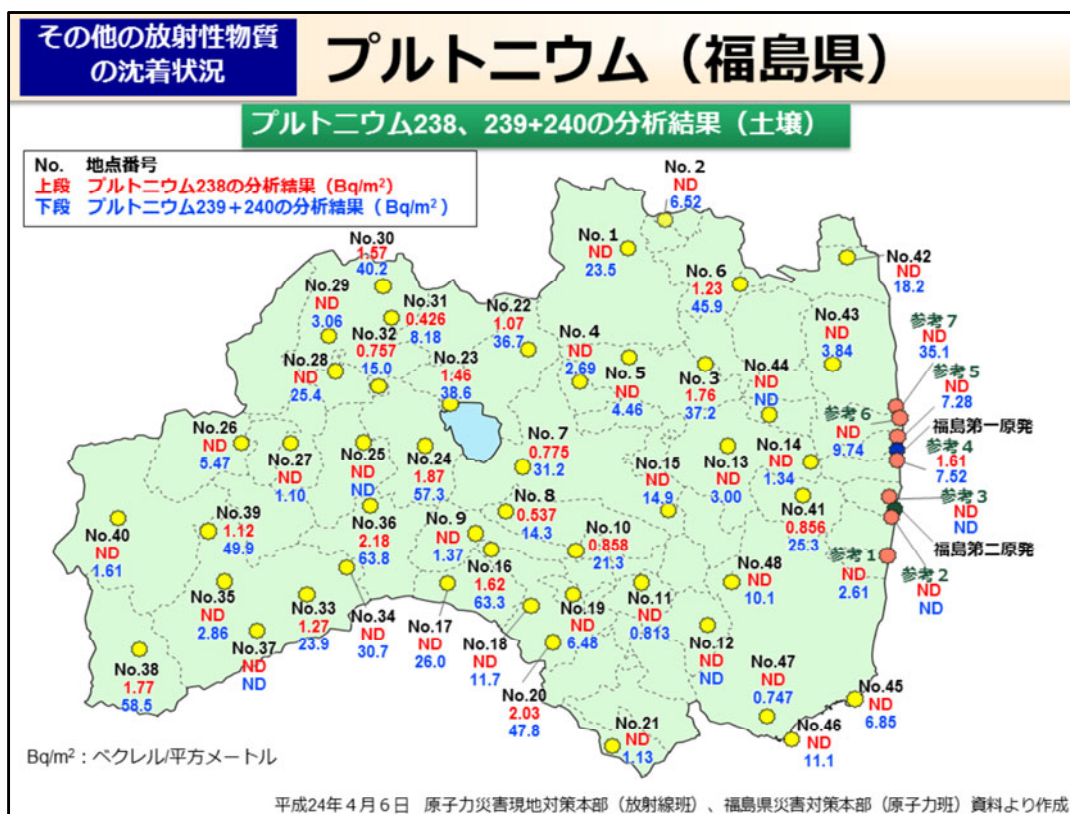 その他の放射性物質
の沈着状況
プルトニウム（福島県）
プルトニウム238、239+240の分析結果（土壌）
No. 地点番号
上段 プルトニウム238の分析結果（Bq/m²）
下段 プルトニウム239＋240の分析結果（Bq/m²）
No. 2
ND
6.52
No. 1
ND
23.5
No.30
1.57
40.2
No. 6
1.23
45.9
No.42
ND
18.2
No.29
ND
3.06
No.31
0.426
8.18
No.22
1.07
36.7
No.43
ND
3.84
参考7
ND
35.1
No.32
0.757
15.0
No. 4
ND
2.69
No.28
ND
25.4
No.23
1.46
38.6
No. 5
ND
4.46
No. 3
1.76
37.2
No.44
ND
ND
参考5
ND
7.28
参考6
ND
9.74
福島第一原発
参考4
1.61
7.52
No.26
ND
5.47
No.27
ND
1.10
No.25
ND
ND
No.24
1.87
57.3
No. 7
0.775
31.2
No.15
ND
14.9
No.13
ND
3.00
No.14
ND
1.34
No. 8
0.537
14.3
参考3
ND
ND
No.41
0.856
25.3
No.39
1.12
49.9
No.36
2.18
63.8
No. 9
ND
1.37
No.10
0.858
21.3
No.40
ND
1.61
福島第二原発
参考1
ND
2.61
参考2
ND
ND
No.16
1.62
63.3
No.48
ND
10.1
No.35
ND
2.86
No.33
1.27
23.9
No.34
ND
30.7
No.17
ND
26.0
No.19
ND
6.48
No.11
ND
0.813
No.18
ND
11.7
No.12
ND
ND
No.37
ND
ND
No.38
1.77
58.5
No.47
ND
0.747
No.45
ND
6.85
No.20
2.03
47.8
No.21
ND
1.13
No.46
ND
11.1
Bq/m²：ベクレル/平方メートル
平成24年４月６日 原子力災害現地対策本部（放射線班）、福島県災害対策本部（原子力班）資料より作成